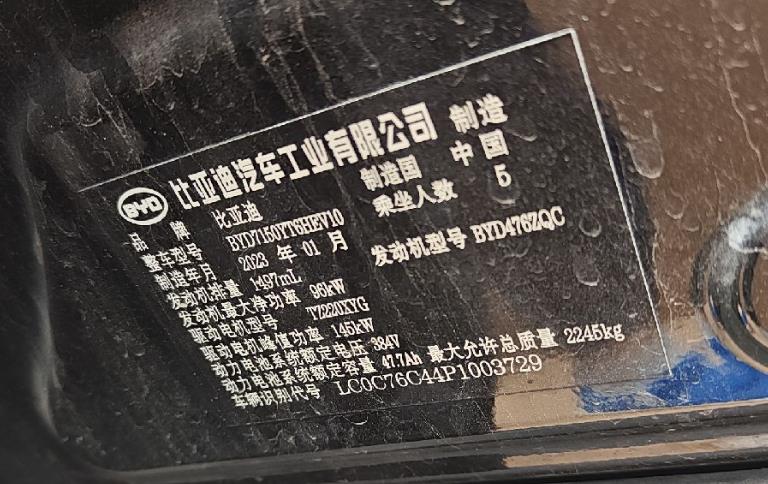 BYD 比亚迪汽车工业有限公司 制造
品牌 比亚迪 制造国 中国
整车型号 BYD7150YT6HEV10 乘坐人数 5
制造年月 2023 年 01 月 发动机型号 BYD476ZQC
发动机排量 1497mL
发动机最大净功率 96kW
驱动电机型号 TZ220XYG
驱动电机峰值功率 145kW
动力电池系统额定电压 384V
动力电池系统额定容量 47.7Ah 最大允许总质量 2245kg
车辆识别代号 LC0C76C44P1003729